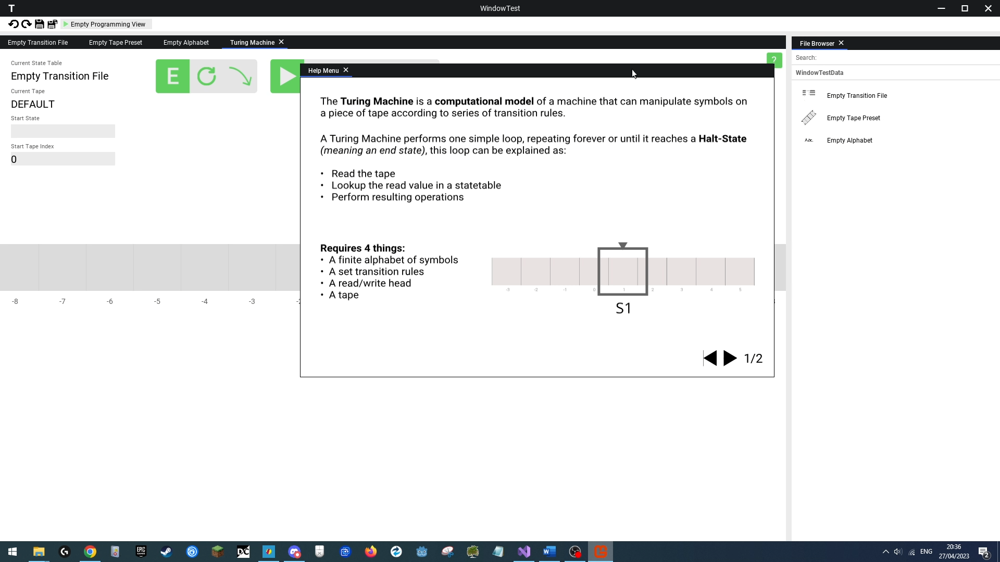 T
WindowTest
Empty Programming View
Empty Transition File
Empty Tape Preset
Empty Alphabet
Turing Machine
File Browser
Search:
WindowTestData
Empty Transition File
Empty Tape Preset
Abc.
Empty Alphabet
Current State Table
Empty Transition File
Current Tape
DEFAULT
Start State
Start Tape Index
0
E
?
Help Menu
The Turing Machine is a computational model of a machine that can manipulate symbols on
a piece of tape according to series of transition rules.
A Turing Machine performs one simple loop, repeating forever or until it reaches a Halt-State
(meaning an end state), this loop can be explained as:
• Read the tape
• Lookup the read value in a statetable
• Perform resulting operations
Requires 4 things:
• A finite alphabet of symbols
• A set transition rules
• A read/write head
• A tape
-3 -2 -1 0 1 2 3 4 5
S1
1/2
-8 -7 -6 -5 -4 -3
EPIC
GAMES
DC
ENG
20:36
27/04/2023
2